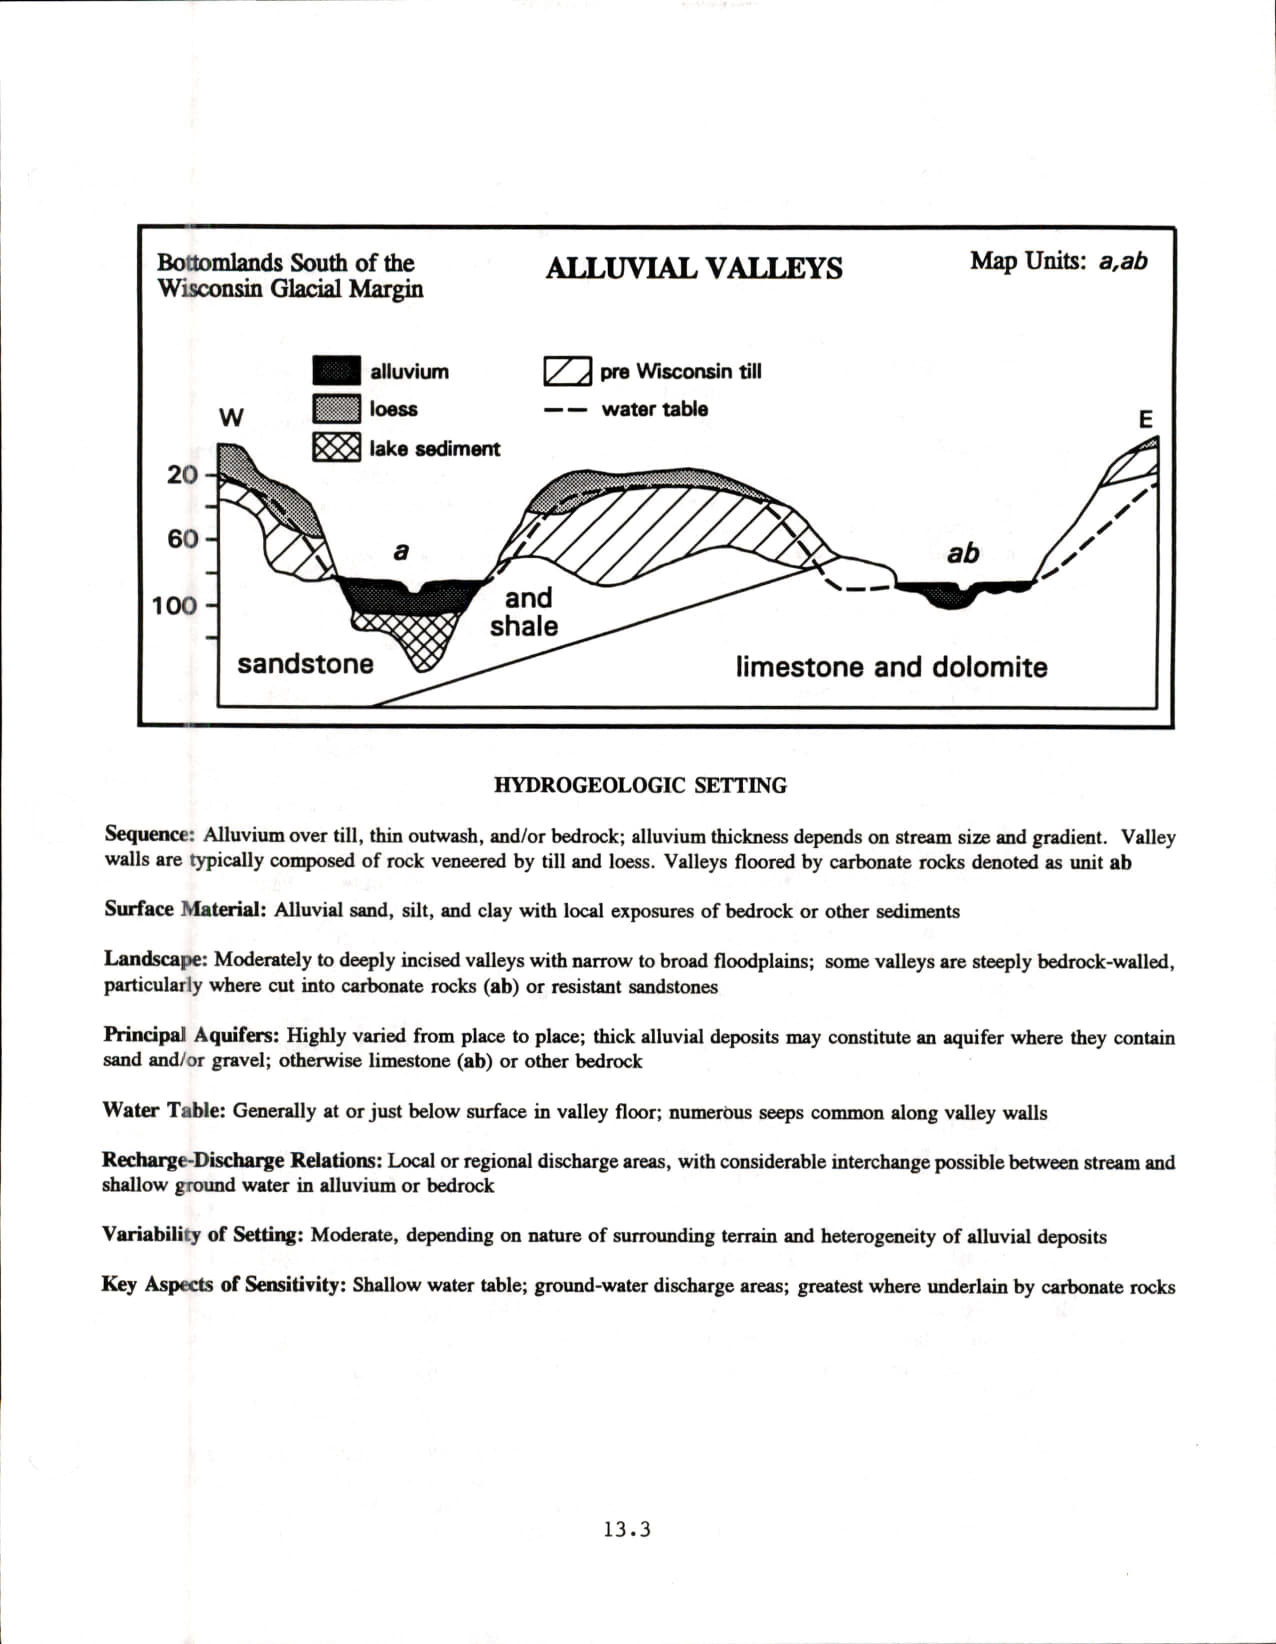 Bottomlands South of the
Wisconsin Glacial Margin
ALLUVIAL VALLEYS
Map Units: a,ab
alluvium
pre Wisconsin till
loess
water table
lake sediment
W
E
20
60
100
a
ab
and
shale
sandstone
limestone and dolomite
HYDROGEOLOGIC SETTING
Sequence: Alluvium over till, thin outwash, and/or bedrock; alluvium thickness depends on stream size and gradient. Valley
walls are typically composed of rock veneered by till and loess. Valleys floored by carbonate rocks denoted as unit ab
Surface Material: Alluvial sand, silt, and clay with local exposures of bedrock or other sediments
Landscape: Moderately to deeply incised valleys with narrow to broad floodplains; some valleys are steeply bedrock-walled,
particularly where cut into carbonate rocks (ab) or resistant sandstones
Principal Aquifers: Highly varied from place to place; thick alluvial deposits may constitute an aquifer where they contain
sand and/or gravel; otherwise limestone (ab) or other bedrock
Water Table: Generally at or just below surface in valley floor; numerous seeps common along valley walls
Recharge-Discharge Relations: Local or regional discharge areas, with considerable interchange possible between stream and
shallow ground water in alluvium or bedrock
Variability of Setting: Moderate, depending on nature of surrounding terrain and heterogeneity of alluvial deposits
Key Aspects of Sensitivity: Shallow water table; ground-water discharge areas; greatest where underlain by carbonate rocks
13.3